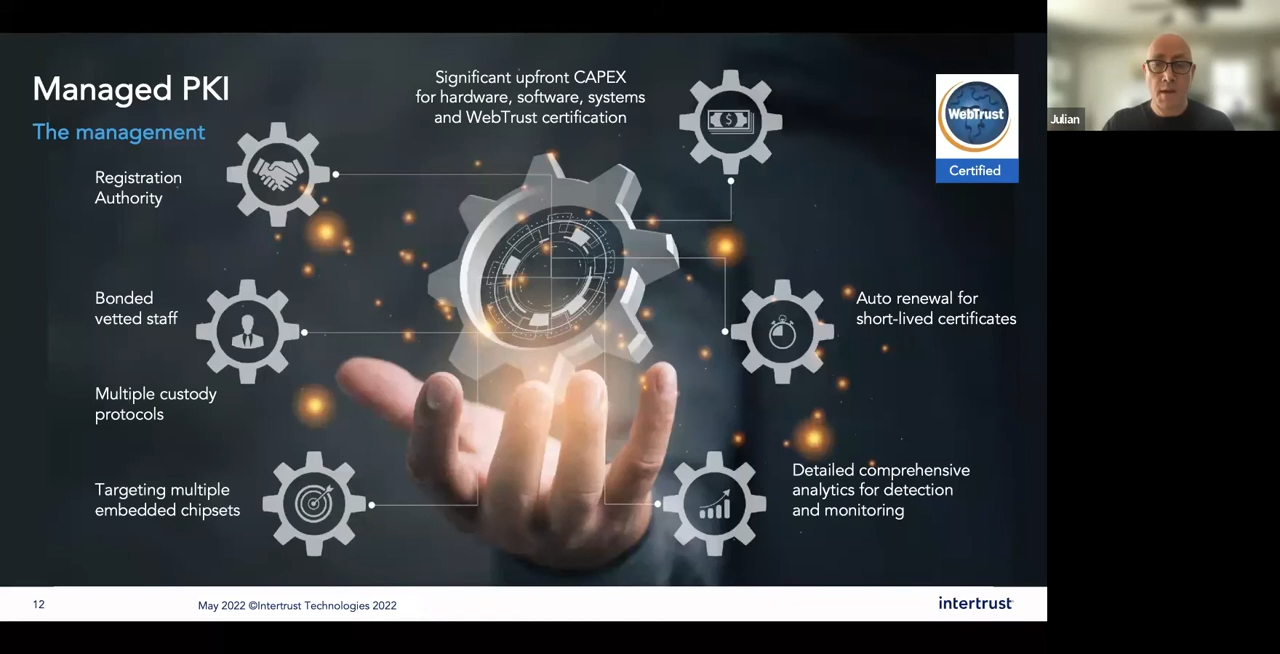 Managed PKI
The management
Significant upfront CAPEX
for hardware, software, systems
and WebTrust certification
WebTrust
Certified
Julian
Registration
Authority
Bonded
vetted staff
Auto renewal for
short-lived certificates
Multiple custody
protocols
Targeting multiple
embedded chipsets
Detailed comprehensive
analytics for detection
and monitoring
12
May 2022 ©Intertrust Technologies 2022
intertrust